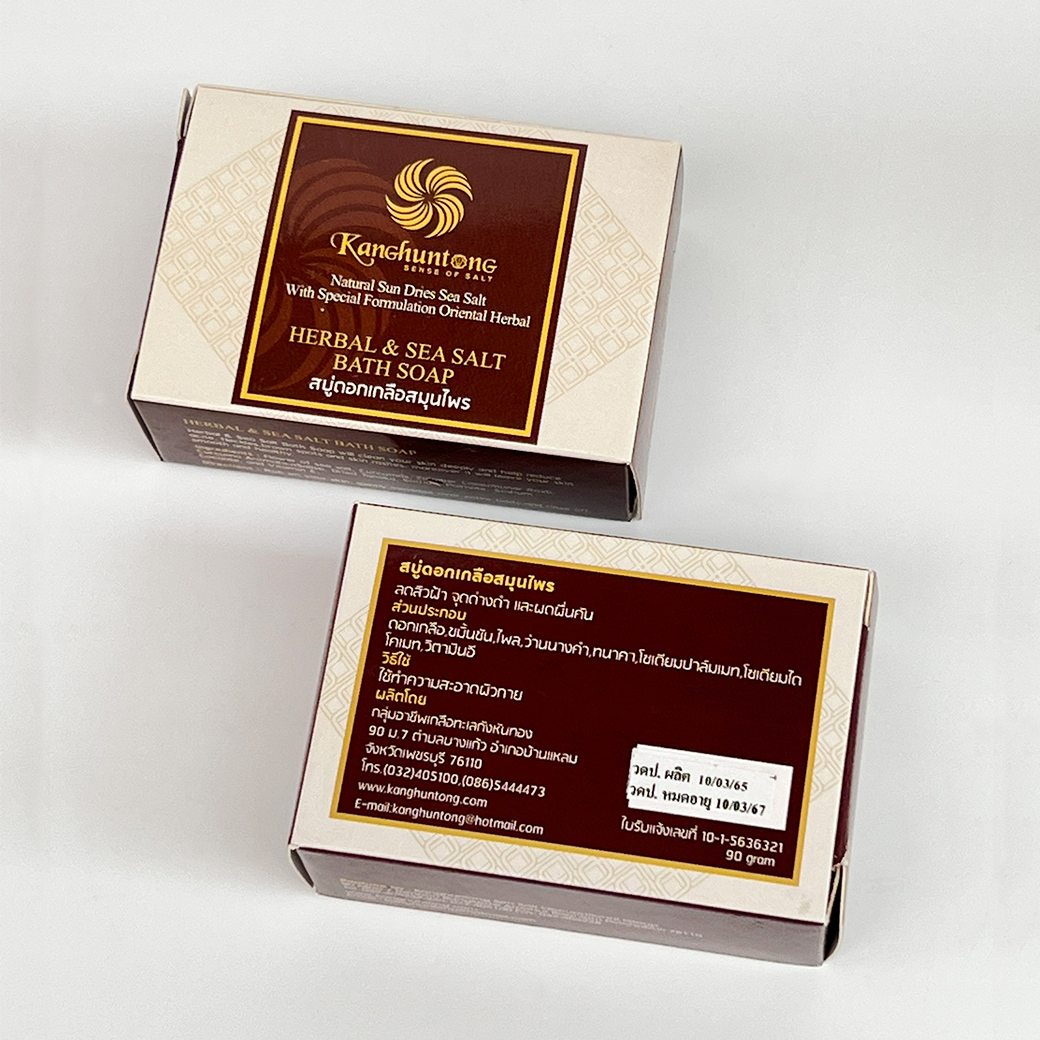 Kanghuntong
SENSE OF SALT
Natural Sun Dries Sea Salt
With Special Formulation Oriental Herbal
HERBAL & SEA SALT
BATH SOAP
สบู่ดอกเกลือสมุนไพร
HERBAL & SEA SALT BATH SOAP
Herbal & Sea Salt Bath Soap will clean your skin deeply and help reduce
สบู่ดอกเกลือสมุนไพร
ลดสิวฝ้า จุดด่างดำ และผดผื่นคัน
ส่วนประกอบ
ดอกเกลือ,ขมิ้นชัน,ไพล,ว่านนางคำ,ทนาคา,โซเดียมปาล์มเมท,โซเดียมโค
โคเมท,วิตามินอี
วิธีใช้
ใช้ทำความสะอาดผิวกาย
ผลิตโดย
กลุ่มอาชีพเกลือทะเลกังหันทอง
90 ม.7 ตำบลบางแก้ว อำเภอบ้านแหลม
จังหวัดเพชรบุรี 76110
โทร.(032)405100,(086)5444473
www.kanghuntong.com
E-mail:kanghuntong@hotmail.com
วดป. ผลิต 10/03/65
วดป. หมดอายุ 10/03/67
ใบรับแจ้งเลขที่ 10-1-5636321
90 gram